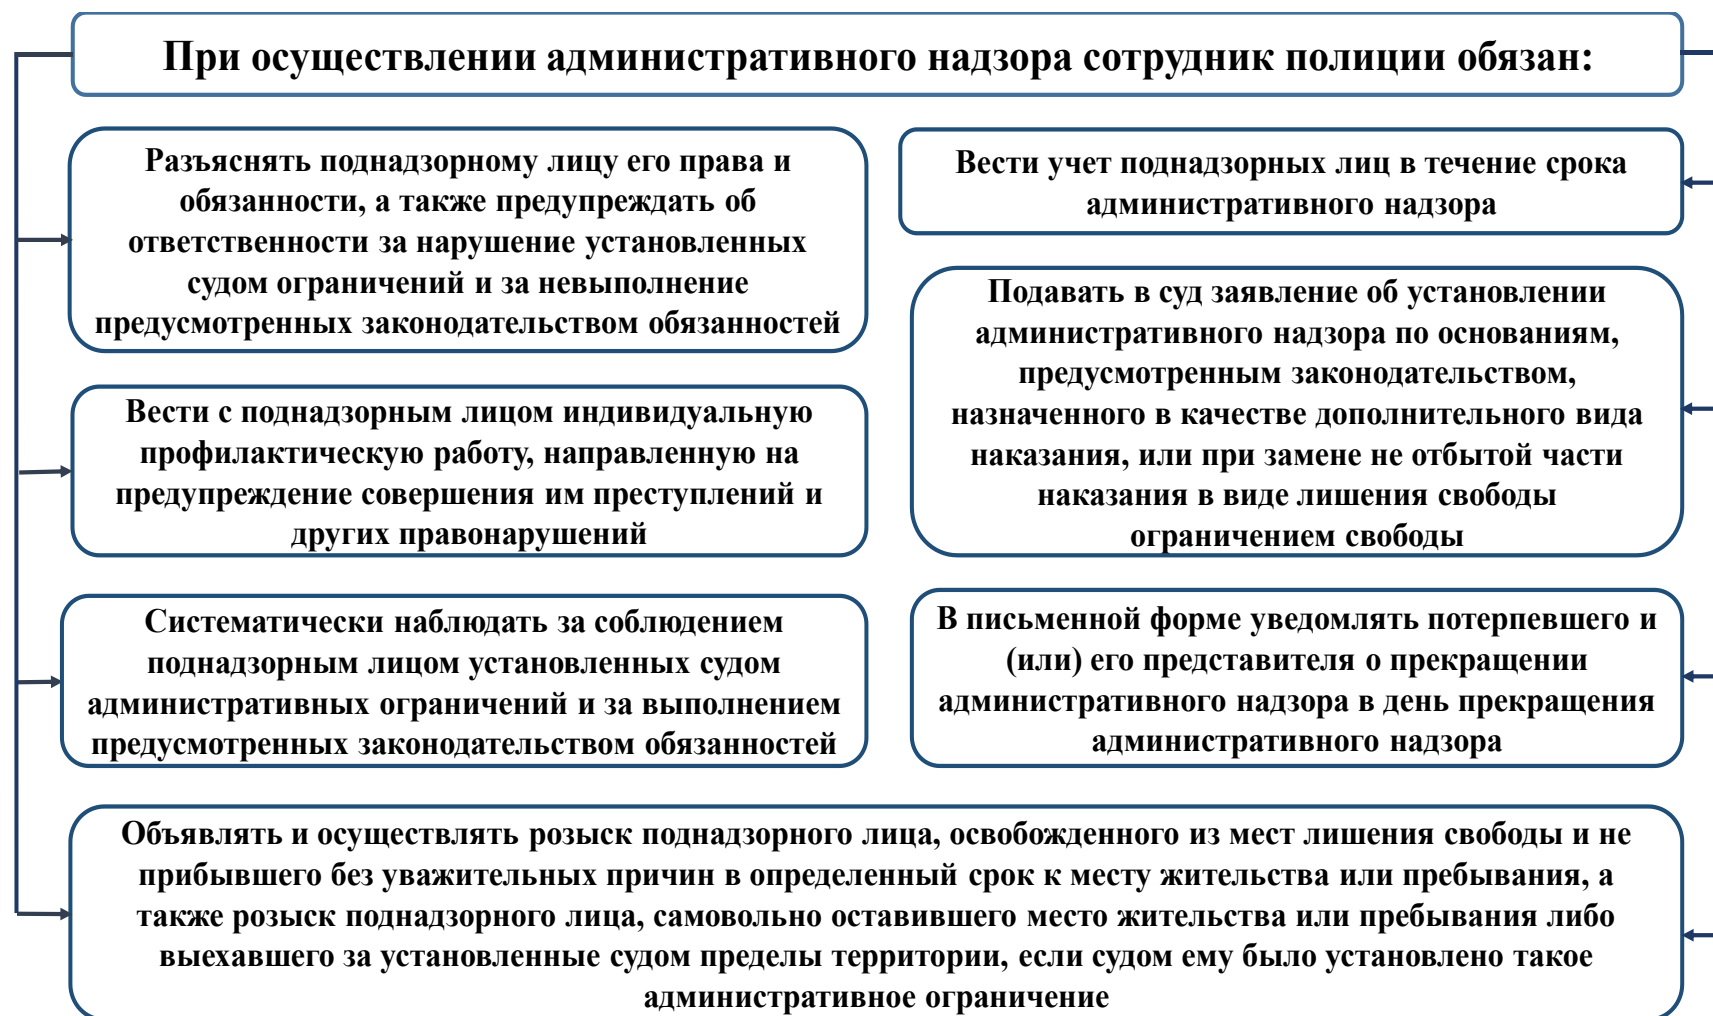 При осуществлении административного надзора сотрудник полиции обязан:
Разъяснять поднадзорному лицу его права и
обязанности, а также предупреждать об
ответственности за нарушение установленных
судом ограничений и за невыполнение
предусмотренных законодательством обязанностей
Вести с поднадзорным лицом индивидуальную
профилактическую работу, направленную на
предупреждение совершения им преступлений и
других правонарушений
Систематически наблюдать за соблюдением
поднадзорным лицом установленных судом
административных ограничений и за выполнением
предусмотренных законодательством обязанностей
Вести учет поднадзорных лиц в течение срока
административного надзора
Подавать в суд заявление об установлении
административного надзора по основаниям,
предусмотренным законодательством,
назначенного в качестве дополнительного вида
наказания, или при замене не отбытой части
наказания в виде лишения свободы
ограничением свободы
В письменной форме уведомлять потерпевшего и
(или) его представителя о прекращении
административного надзора в день прекращения
административного надзора
Объявлять и осуществлять розыск поднадзорного лица, освобожденного из мест лишения свободы и не
прибывшего без уважительных причин в определенный срок к месту жительства или пребывания, а
также розыск поднадзорного лица, самовольно оставившего место жительства или пребывания либо
выехавшего за установленные судом пределы территории, если судом ему было установлено такое
административное ограничение